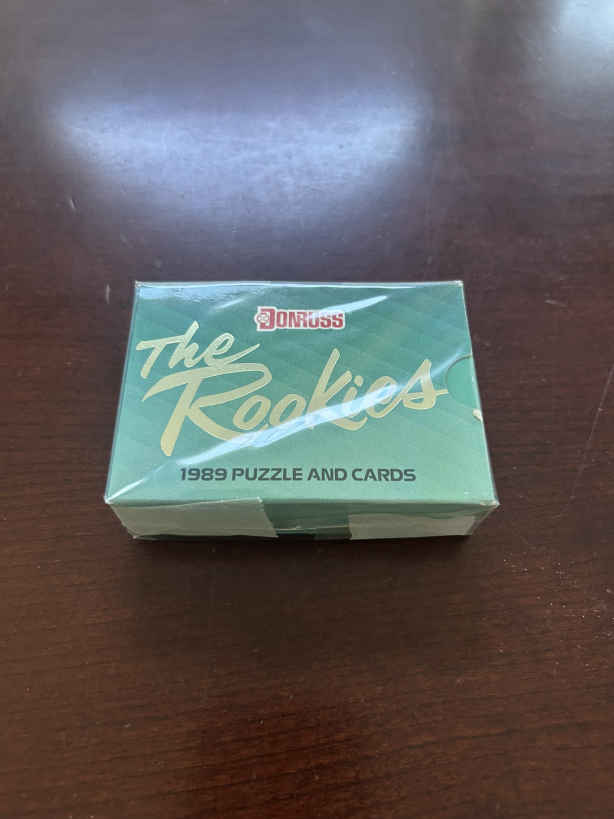 DONRUSS
The
Rookies
1989 PUZZLE AND CARDS